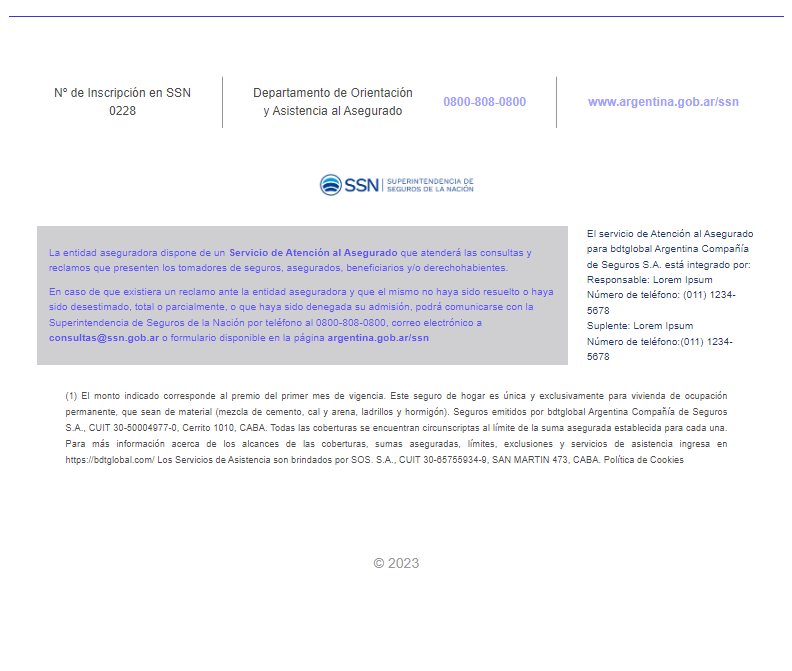 Nº de Inscripción en SSN
0228
Departamento de Orientación
y Asistencia al Asegurado
0800-808-0800
www.argentina.gob.ar/ssn
SSN
SUPERINTENDENCIA DE
SEGUROS DE LA NACIÓN
La entidad aseguradora dispone de un Servicio de Atención al Asegurado que atenderá las consultas y
reclamos que presenten los tomadores de seguros, asegurados, beneficiarios y/o derechohabientes.
En caso de que existiera un reclamo ante la entidad aseguradora y que el mismo no haya sido resuelto o haya
sido desestimado, total o parcialmente, o que haya sido denegada su admisión, podrá comunicarse con la
Superintendencia de Seguros de la Nación por teléfono al 0800-808-0800, correo electrónico a
consultas@ssn.gob.ar o formulario disponible en la página argentina.gob.ar/ssn
El servicio de Atención al Asegurado
para bdtglobal Argentina Compañía
de Seguros S.A. está integrado por:
Responsable: Lorem Ipsum
Número de teléfono: (011) 1234-
5678
Suplente: Lorem Ipsum
Número de teléfono:(011) 1234-
5678
(1) El monto indicado corresponde al premio del primer mes de vigencia. Este seguro de hogar es única y exclusivamente para vivienda de ocupación
permanente, que sean de material (mezcla de cemento, cal y arena, ladrillos y hormigón). Seguros emitidos por bdtglobal Argentina Compañía de Seguros
S.A., CUIT 30-50004977-0, Cerrito 1010, CABA. Todas las coberturas se encuentran circunscriptas al límite de la suma asegurada establecida para cada una.
Para más información acerca de los alcances de las coberturas, sumas aseguradas, límites, exclusiones y servicios de asistencia ingresa en
https://bdtglobal.com/ Los Servicios de Asistencia son brindados por SOS. S.A., CUIT 30-65755934-9, SAN MARTIN 473, CABA. Política de Cookies
© 2023